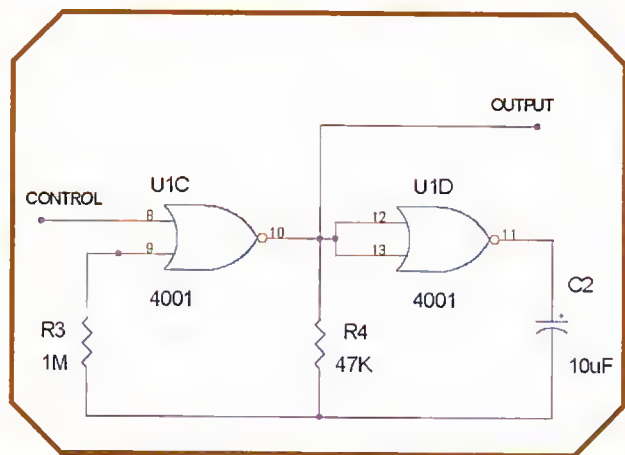 OUTPUT
U1C
U1D
CONTROL
8
9
10
12
13
11
4001
4001
C2
+
R3
1M
R4
47K
10uF